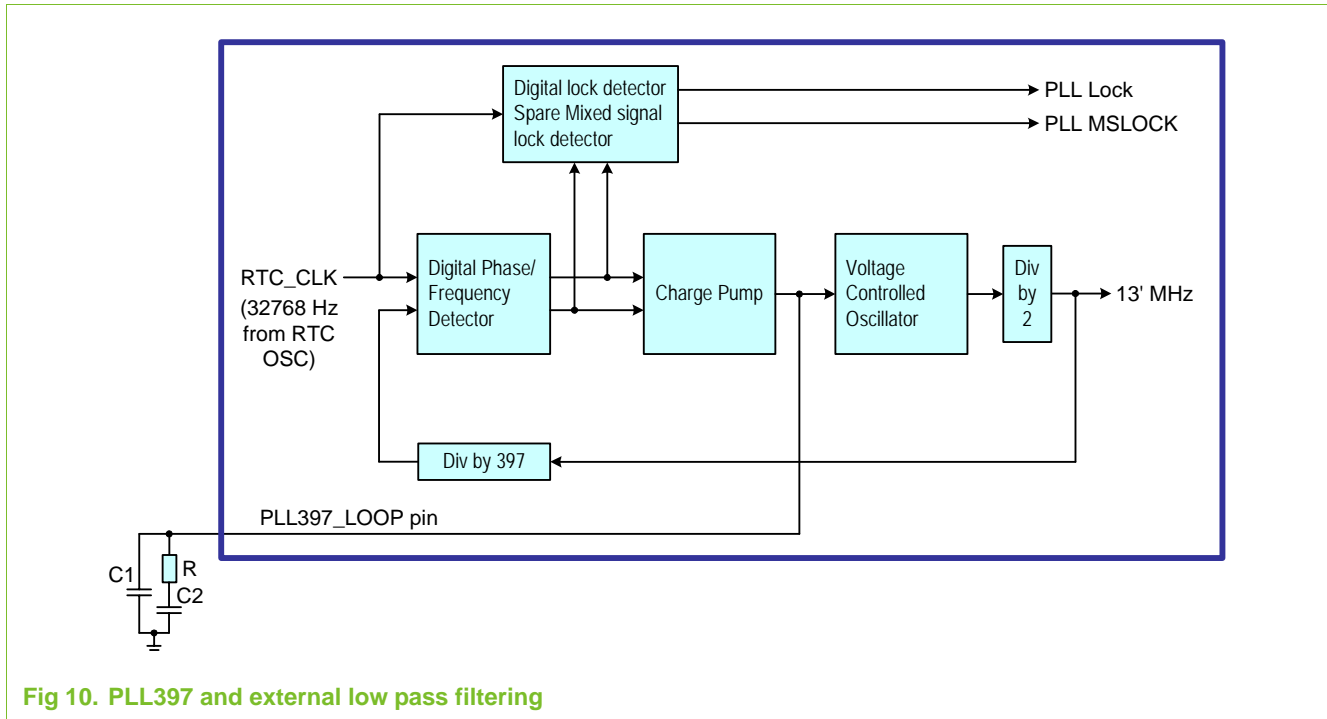 Digital lock detector
Spare Mixed signal
lock detector
PLL Lock
PLL MSLOCK
RTC_CLK
(32768 Hz
from RTC
OSC)
Digital Phase/
Frequency
Detector
Charge Pump
Voltage
Controlled
Oscillator
Div
by
2
13' MHz
Div by 397
PLL397_LOOP pin
C1
R
C2
Fig 10. PLL397 and external low pass filtering